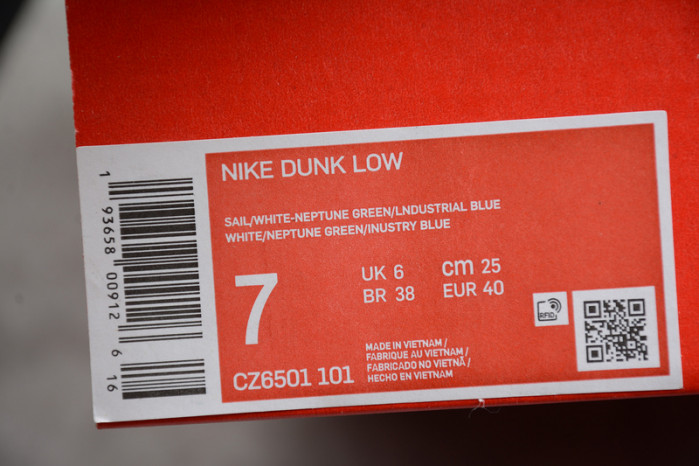 NIKE DUNK LOW
SAIL/WHITE-NEPTUNE GREEN/LNDUSTRIAL BLUE
WHITE/NEPTUNE GREEN/INUSTRY BLUE
7
UK 6 cm 25
BR 38 EUR 40
CZ6501 101
MADE IN VIETNAM /
FABRIQUE AU VIETNAM /
FABRICADO NO VIETNÃ /
HECHO EN VIETNAM
RFID
1 93658 00912 6 16